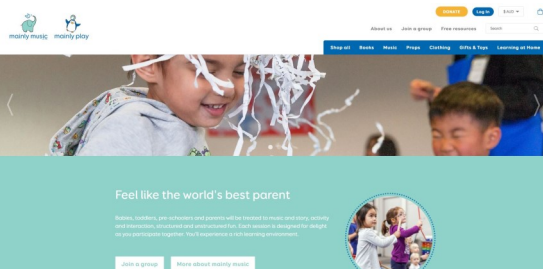 DONATE
Log In
$ AUD
About us
Join a group
Free resources
Search
mainly music
mainly play
Shop all
Books
Music
Props
Clothing
Gifts & Toys
Learning at Home
Feel like the world's best parent
Babies, toddlers, pre-schoolers and parents will be treated to music and story, activity
and interaction, structured and unstructured fun. Each session is designed for delight
as you participate together. You'll experience a rich learning environment.
Join a group
More about mainly music